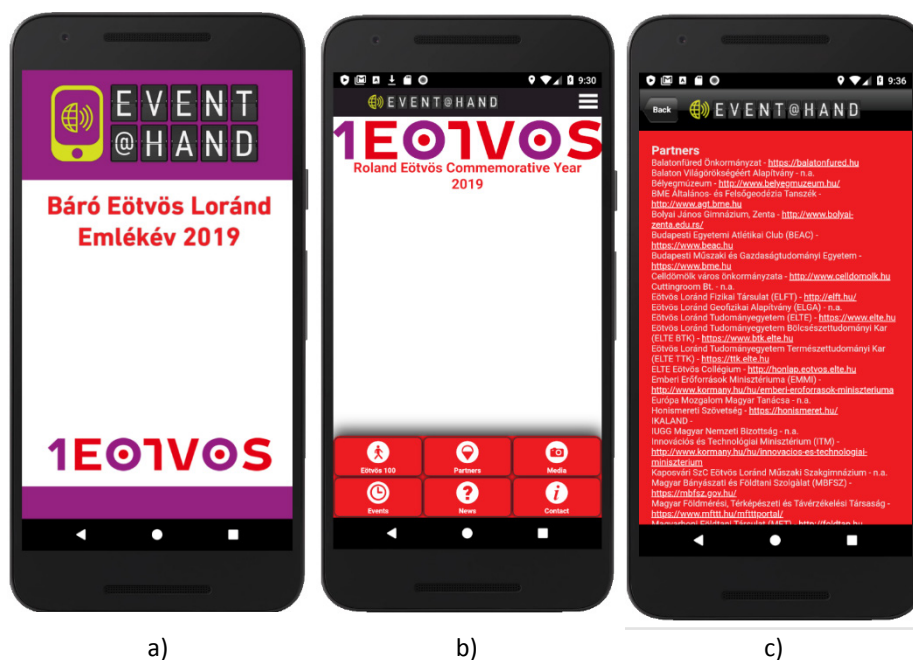 EVENT
@HAND
Báró Eötvös Loránd
Emlékév 2019
1EOTVOS
a)
9:30
EVENT@HAND
1EOTVOS
Roland Eötvös Commemorative Year
2019
Eötvös 100
Partners
Media
Events
News
Contact
b)
9:36
Back
EVENT@HAND
Partners
Balatonfüred Önkormányzat - https://balatonfured.hu
Balaton Világörökségéért Alapítvány - n.a.
Bélyegmúzeum - http://www.belyegmuzeum.hu/
BME Általános- és Felsőgeodézia Tanszék -
http://www.agt.bme.hu
Bolyai János Gimnázium, Zenta - http://www.bolyai-
zenta.edu.rs/
Budapesti Egyetemi Atlétikai Club (BEAC) -
https://www.beac.hu
Budapesti Műszaki és Gazdaságtudományi Egyetem -
https://www.bme.hu
Celldömölk város önkormányzata - http://www.celldomolk.hu
Cuttingroom Bt. - n.a.
Eötvös Loránd Fizikai Társulat (ELFT) - http://elft.hu/
Eötvös Loránd Geofizikai Alapítvány (ELGA) - n.a.
Eötvös Loránd Tudományegyetem (ELTE) - https://www.elte.hu
Eötvös Loránd Tudományegyetem Bölcsészettudományi Kar
(ELTE BTK) - https://www.btk.elte.hu
Eötvös Loránd Tudományegyetem Természettudományi Kar
(ELTE TTK) - https://ttk.elte.hu
ELTE Eötvös Collégium - http://honlap.eotvos.elte.hu
Emberi Erőforrások Minisztériuma (EMMI) -
http://www.kormany.hu/hu/emberi-eroforrasok-miniszteriuma
Európa Mozgalom Magyar Tanácsa - n.a.
Honismereti Szövetség - https://honismeret.hu/
IKALAND -
IUGG Magyar Nemzeti Bizottság - n.a.
Innovációs és Technológiai Minisztérium (ITM) -
http://www.kormany.hu/hu/innovacios-es-technologiai-
miniszterium
Kaposvári SzC Eötvös Loránd Műszaki Szakgimnázium - n.a.
Magyar Bányászati és Földtani Szolgálat (MBFSZ) -
https://mbfsz.gov.hu/
Magyar Földmérési, Térképészeti és Távérzékelési Társaság -
https://www.mfttt.hu/mftttportal/
Magyarhoni Földtani Társulat (MFT) - http://foldtan.hu
c)